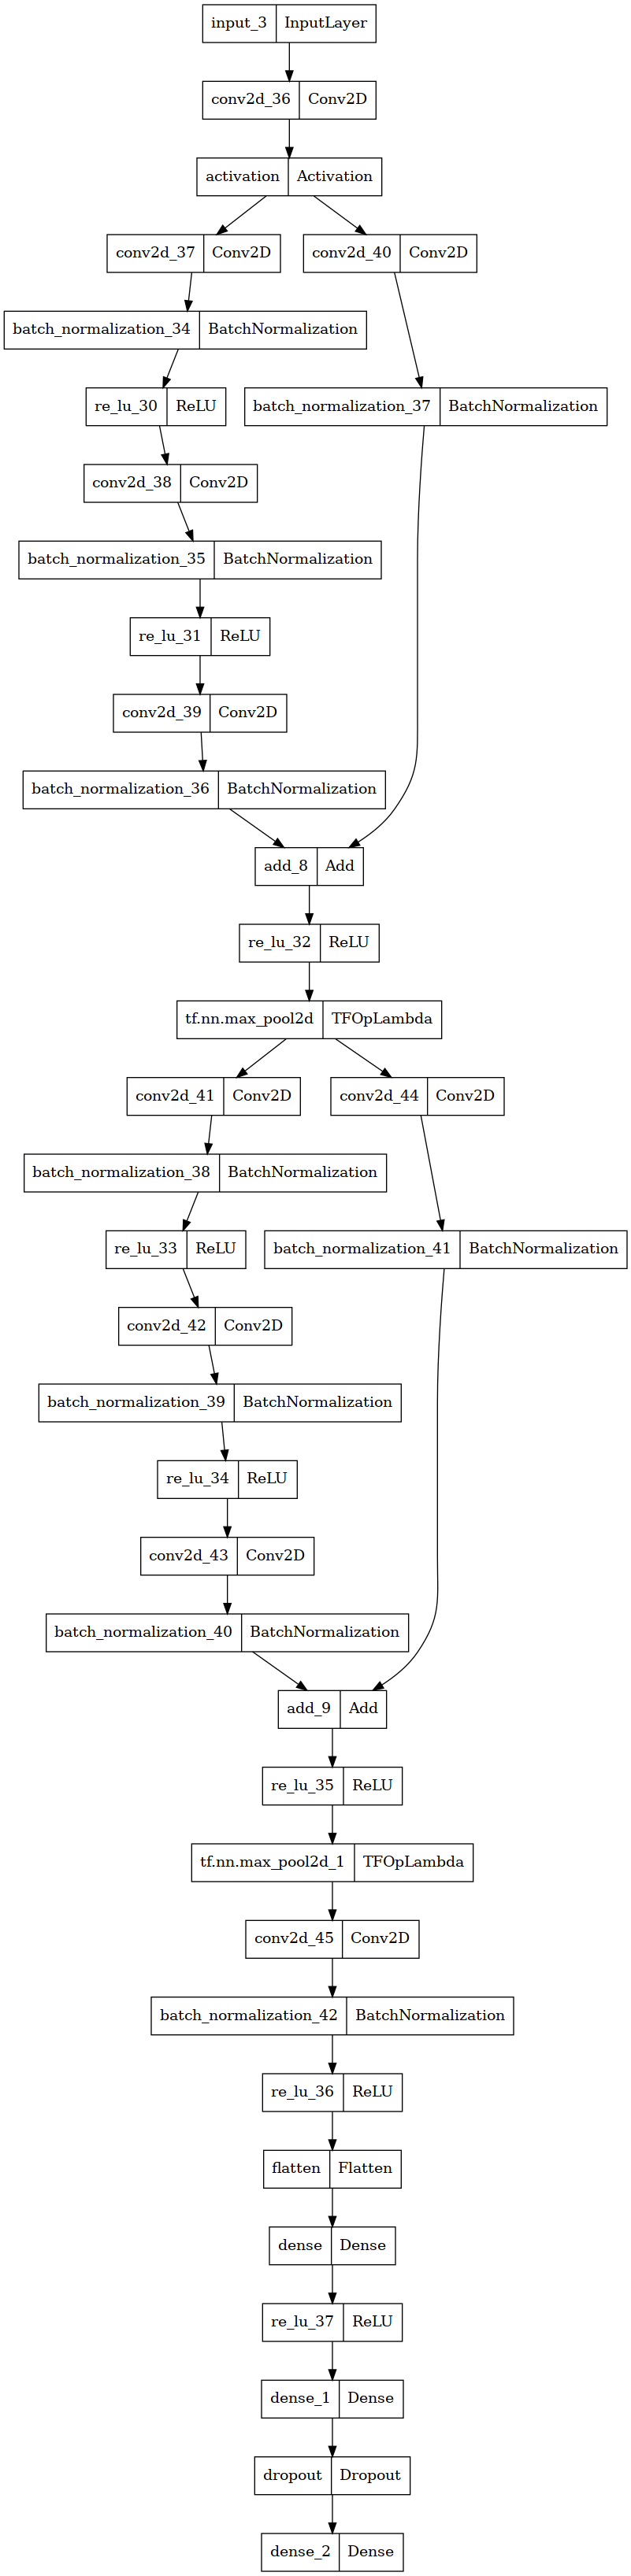 input_3 InputLayer
conv2d_36 Conv2D
activation Activation
conv2d_37 Conv2D conv2d_40 Conv2D
batch_normalization_34 BatchNormalization
re_lu_30 ReLU batch_normalization_37 BatchNormalization
conv2d_38 Conv2D
batch_normalization_35 BatchNormalization
re_lu_31 ReLU
conv2d_39 Conv2D
batch_normalization_36 BatchNormalization
add_8 Add
re_lu_32 ReLU
tf.nn.max_pool2d TFOpLambda
conv2d_41 Conv2D conv2d_44 Conv2D
batch_normalization_38 BatchNormalization
re_lu_33 ReLU batch_normalization_41 BatchNormalization
conv2d_42 Conv2D
batch_normalization_39 BatchNormalization
re_lu_34 ReLU
conv2d_43 Conv2D
batch_normalization_40 BatchNormalization
add_9 Add
re_lu_35 ReLU
tf.nn.max_pool2d_1 TFOpLambda
conv2d_45 Conv2D
batch_normalization_42 BatchNormalization
re_lu_36 ReLU
flatten Flatten
dense Dense
re_lu_37 ReLU
dense_1 Dense
dropout Dropout
dense_2 Dense